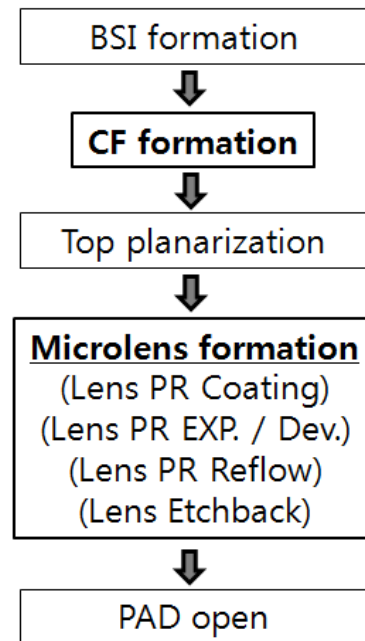 BSI formation
CF formation
Top planarization
Microlens formation
(Lens PR Coating)
(Lens PR EXP. / Dev.)
(Lens PR Reflow)
(Lens Etchback)
PAD open